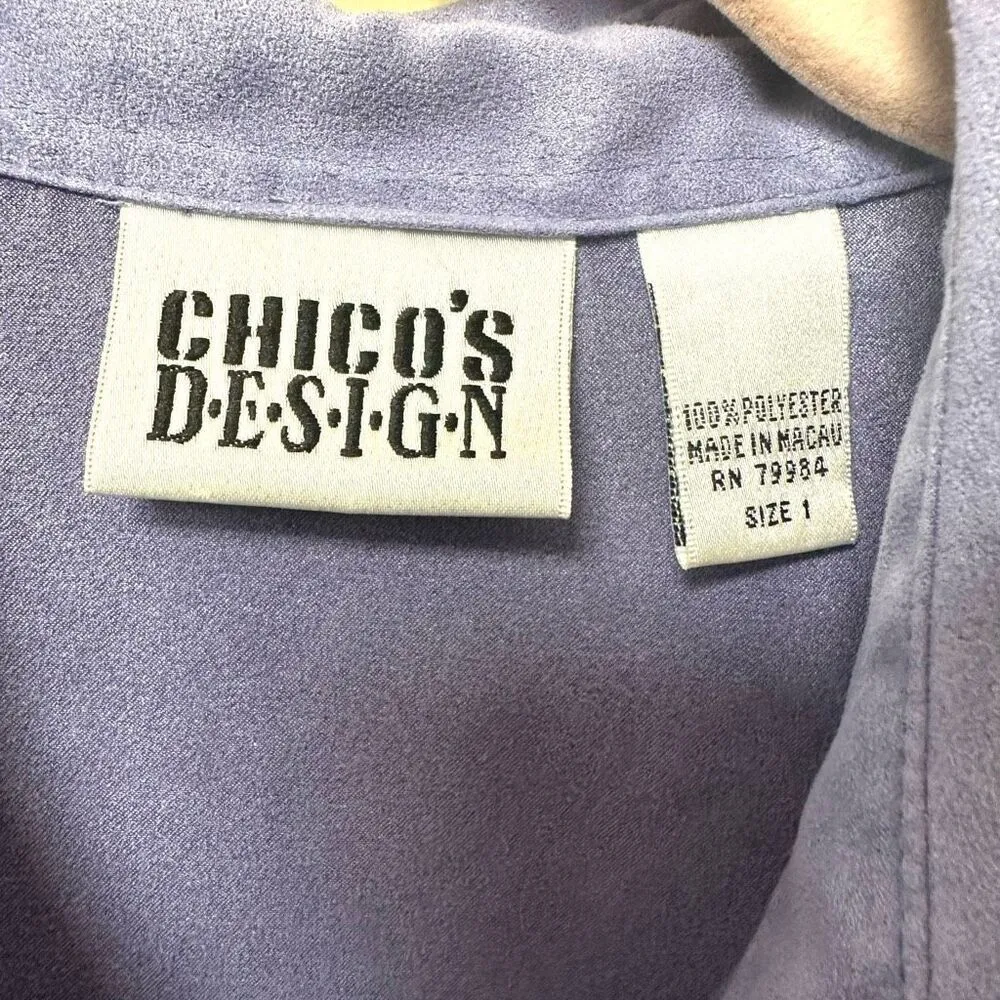 CHICO'S
D·E·S·I·G·N
100% POLYESTER
MADE IN MACAU
RN 79984
SIZE 1